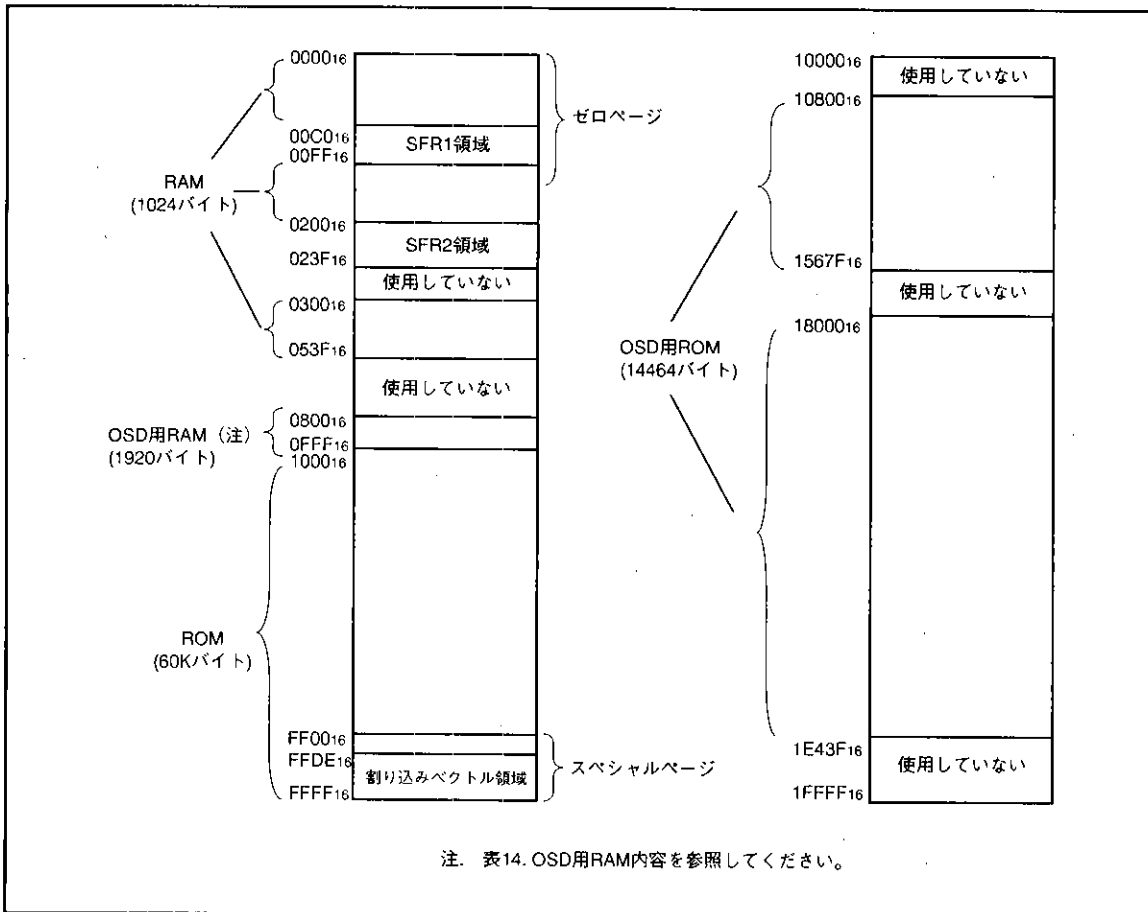 0000₁₆
00C0₁₆
SFR1領域
00FF₁₆
ゼロページ
RAM
(1024バイト)
0200₁₆
SFR2領域
023F₁₆
使用していない
0300₁₆
053F₁₆
使用していない
0800₁₆
OSD用RAM（注）
(1920バイト)
0FFF₁₆
1000₁₆
ROM
(60Kバイト)
FF00₁₆
FFDE₁₆
割り込みベクトル領域
FFFF₁₆
スペシャルページ
10000₁₆
使用していない
10800₁₆
1567F₁₆
使用していない
18000₁₆
OSD用ROM
(14464バイト)
1E43F₁₆
使用していない
1FFFF₁₆
注. 表14. OSD用RAM内容を参照してください。